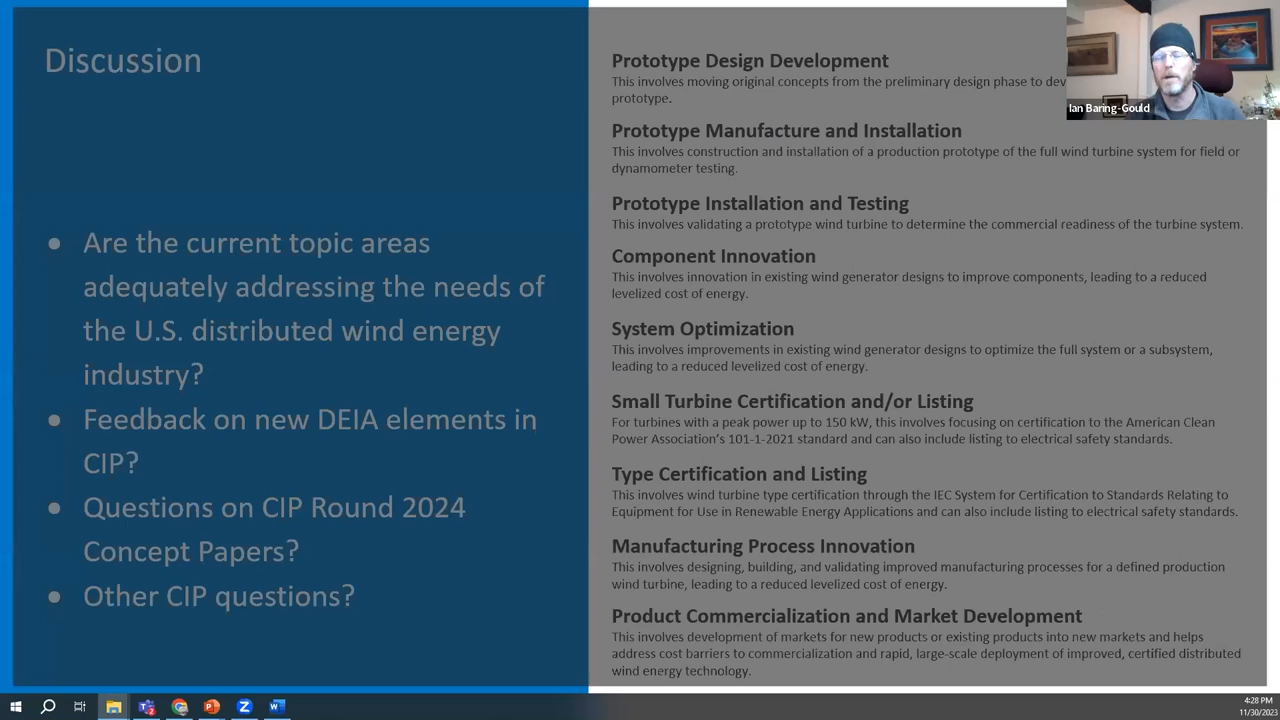 Discussion
• Are the current topic areas
adequately addressing the needs of
the U.S. distributed wind energy
industry?
• Feedback on new DEIA elements in
CIP?
• Questions on CIP Round 2024
Concept Papers?
• Other CIP questions?
Prototype Design Development
This involves moving original concepts from the preliminary design phase to
prototype.
Prototype Manufacture and Installation
This involves construction and installation of a production prototype of the full wind turbine system for field or
dynamometer testing.
Prototype Installation and Testing
This involves validating a prototype wind turbine to determine the commercial readiness of the turbine system.
Component Innovation
This involves innovation in existing wind generator designs to improve components, leading to a reduced
levelized cost of energy.
System Optimization
This involves improvements in existing wind generator designs to optimize the full system or a subsystem,
leading to a reduced levelized cost of energy.
Small Turbine Certification and/or Listing
For turbines with a peak power up to 150 kW, this involves focusing on certification to the American Clean
Power Association’s 101-1-2021 standard and can also include listing to electrical safety standards.
Type Certification and Listing
This involves wind turbine type certification through the IEC System for Certification to Standards Relating to
Equipment for Use in Renewable Energy Applications and can also include listing to electrical safety standards.
Manufacturing Process Innovation
This involves designing, building, and validating improved manufacturing processes for a defined production
wind turbine, leading to a reduced levelized cost of energy.
Product Commercialization and Market Development
This involves development of markets for new products or existing products into new markets and helps
address cost barriers to commercialization and rapid, large-scale deployment of improved, certified distributed
wind energy technology.
Ian Baring-Gould
4:28 PM
11/30/2023